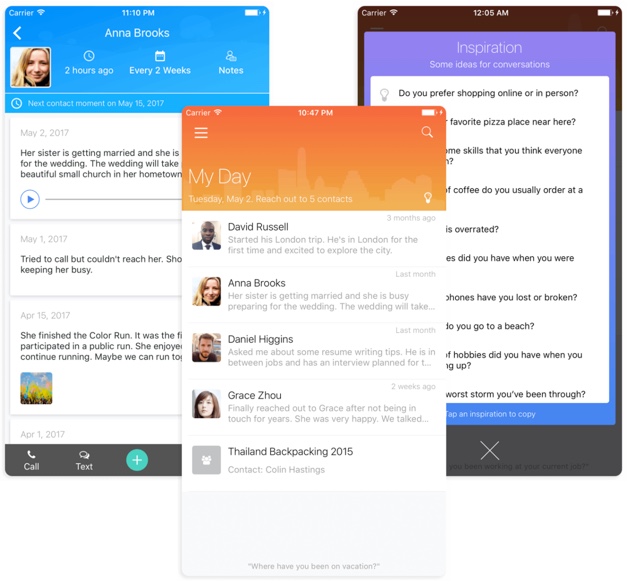 Carrier 11:10 PM
Anna Brooks
2 hours ago Every 2 Weeks Notes
Next contact moment on May 15, 2017
May 2, 2017
Her sister is getting married and she is
for the wedding. The wedding will take
beautiful small church in her hometown
May 1, 2017
Tried to call but couldn't reach her. Sho
keeping her busy.
Apr 15, 2017
She finished the Color Run. It was the fi
participated in a public run. She enjoye
continue running. Maybe we can run tog
Apr 1, 2017
Call Text
Carrier 10:47 PM
My Day
Tuesday, May 2. Reach out to 5 contacts
3 months ago
David Russell
Started his London trip. He's in London for the
first time and excited to explore the city.
Last month
Anna Brooks
Her sister is getting married and she is busy
preparing for the wedding. The wedding will take...
Last month
Daniel Higgins
Asked me about some resume writing tips. He is in
between jobs and has an interview planned for t...
2 weeks ago
Grace Zhou
Finally reached out to Grace after not being in
touch for years. She was very happy. We talked...
Thailand Backpacking 2015
Contact: Colin Hastings
"Where have you been on vacation?"
Carrier 12:05 AM
Inspiration
Some ideas for conversations
Do you prefer shopping online or in person?
favorite pizza place near here?
me skills that you think everyone
?
of coffee do you usually order at a
is overrated?
es did you have when you were
phones have you lost or broken?
do you go to a beach?
of hobbies did you have when you
g up?
worst storm you've been through?
Tap an inspiration to copy
you been working at your current job?"